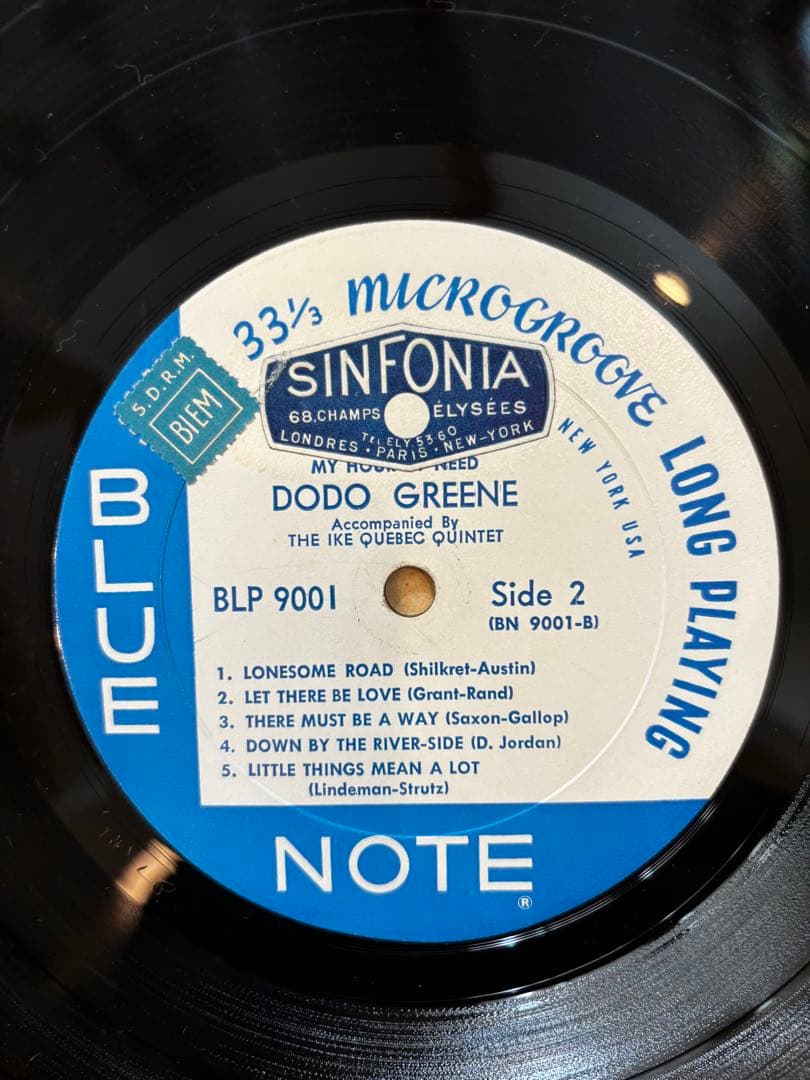 33⅓ MICROGROOVE LONG PLAYING
S.D.R.M.
BIEM
SINFONIA
68.CHAMPS ÉLYSÉES
TEL ELY.53 60
LONDRES • PARIS • NEW-YORK
NEW YORK USA
MY NEED
DODO GREENE
Accompanied By
THE IKE QUEBEC QUINTET
BLP 9001
Side 2
(BN 9001-B)
1. LONESOME ROAD (Shilkret-Austin)
2. LET THERE BE LOVE (Grant-Rand)
3. THERE MUST BE A WAY (Saxon-Gallop)
4. DOWN BY THE RIVER-SIDE (D. Jordan)
5. LITTLE THINGS MEAN A LOT
(Lindeman-Strutz)
BLUE
NOTE
®